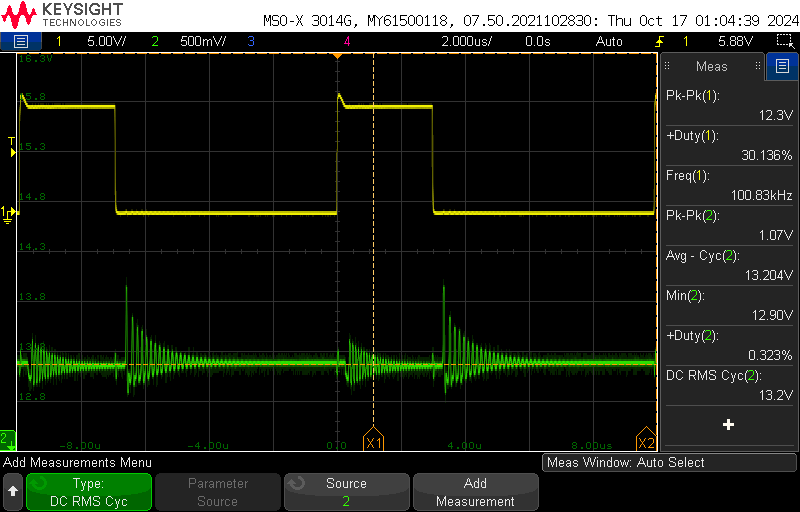 KEYSIGHT
TECHNOLOGIES
MSO-X 3014G, MY61500118, 07.50.2021102830: Thu Oct 17 01:04:39 2024
1 5.00V/ 2 500mV/ 3 4 2.000us/ 0.0s Auto 1 5.88V
16.3V
15.8
15.3
14.8
14.3
13.8
13.3
12.8
T
1
2
-8.00u -4.00u 0.0 4.00u 8.00u
X1
X2
Meas
Pk-Pk(1):
12.3V
+Duty(1):
30.136%
Freq(1):
100.83kHz
Pk-Pk(2):
1.07V
Avg - Cyc(2):
13.204V
Min(2):
12.90V
+Duty(2):
0.323%
DC RMS Cyc(2):
13.2V
+
Add Measurements Menu
Meas Window: Auto Select
Type:
DC RMS Cyc
Parameter
Source
Source
2
Add
Measurement